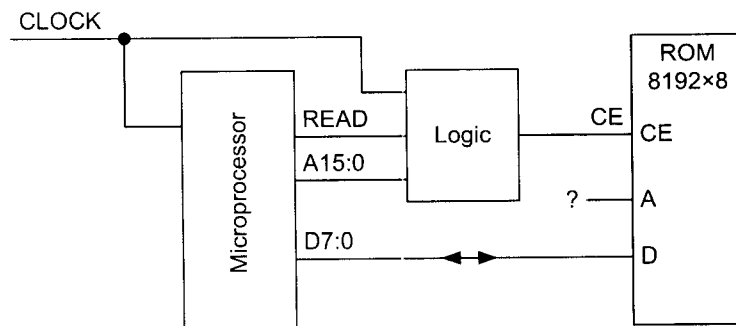 CLOCK
ROM
8192×8
Microprocessor
READ
A15:0
D7:0
Logic
CE
CE
?
A
D